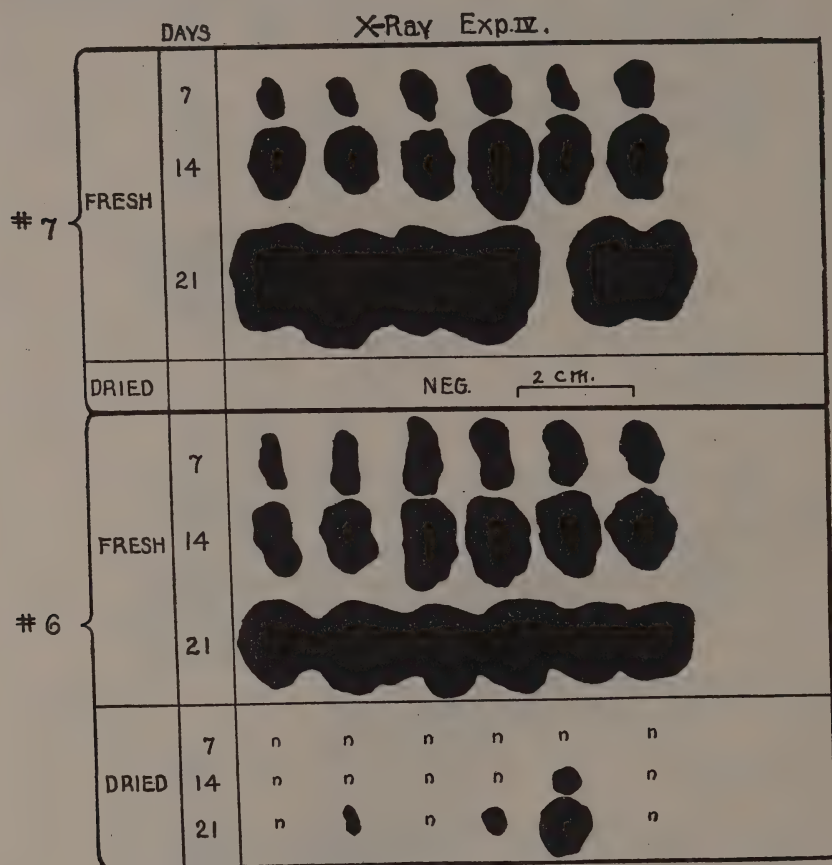 DAYS X-Ray Exp. IV.
7
14
FRESH
# 7
21
DRIED NEG. 2 cm.
7
FRESH 14
# 6
21
7 n n n n n n
DRIED 14 n n n n n
21 n n n